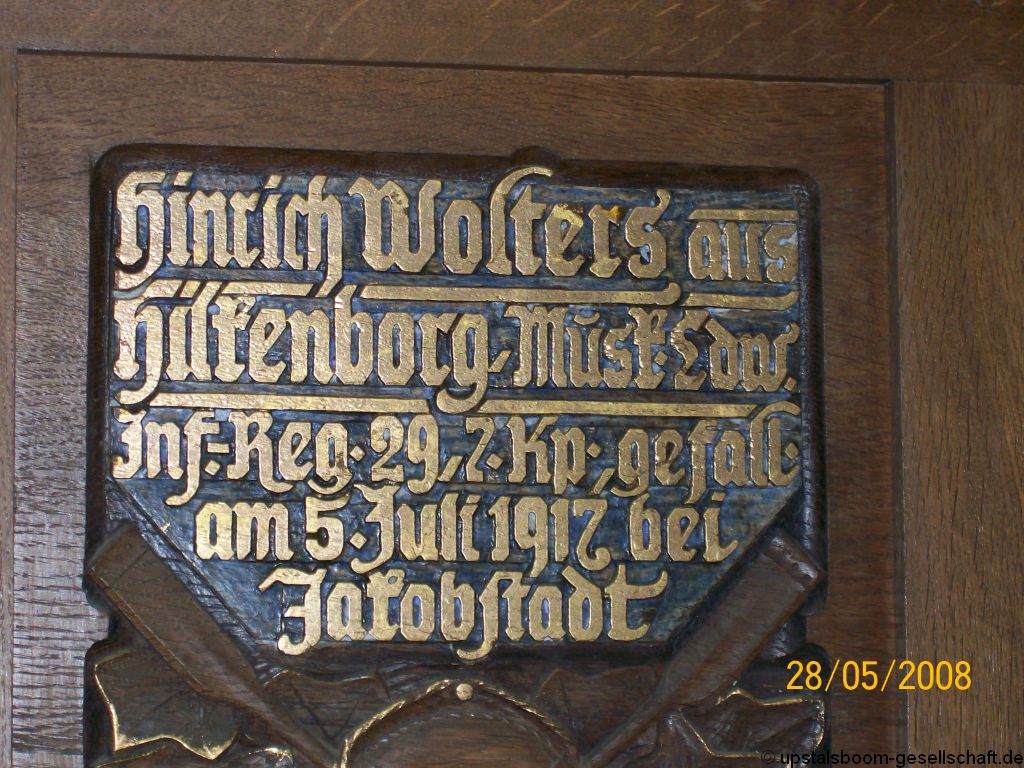 Hinrich Wolters aus
Hilkenborg, Musk. Ldw.
Inf.-Reg. 29, 7. Kp., gefall.
am 5. Juli 1917, bei
Jakobstadt
28/05/2008
© upstalsboom-gesellschaft.de